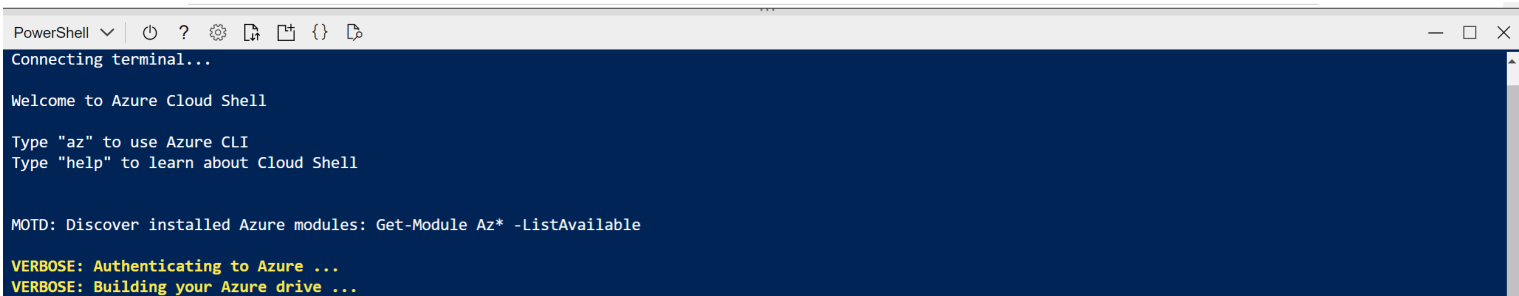 PowerShell ? {}
Connecting terminal...
Welcome to Azure Cloud Shell
Type "az" to use Azure CLI
Type "help" to learn about Cloud Shell
MOTD: Discover installed Azure modules: Get-Module Az* -ListAvailable
VERBOSE: Authenticating to Azure ...
VERBOSE: Building your Azure drive ...